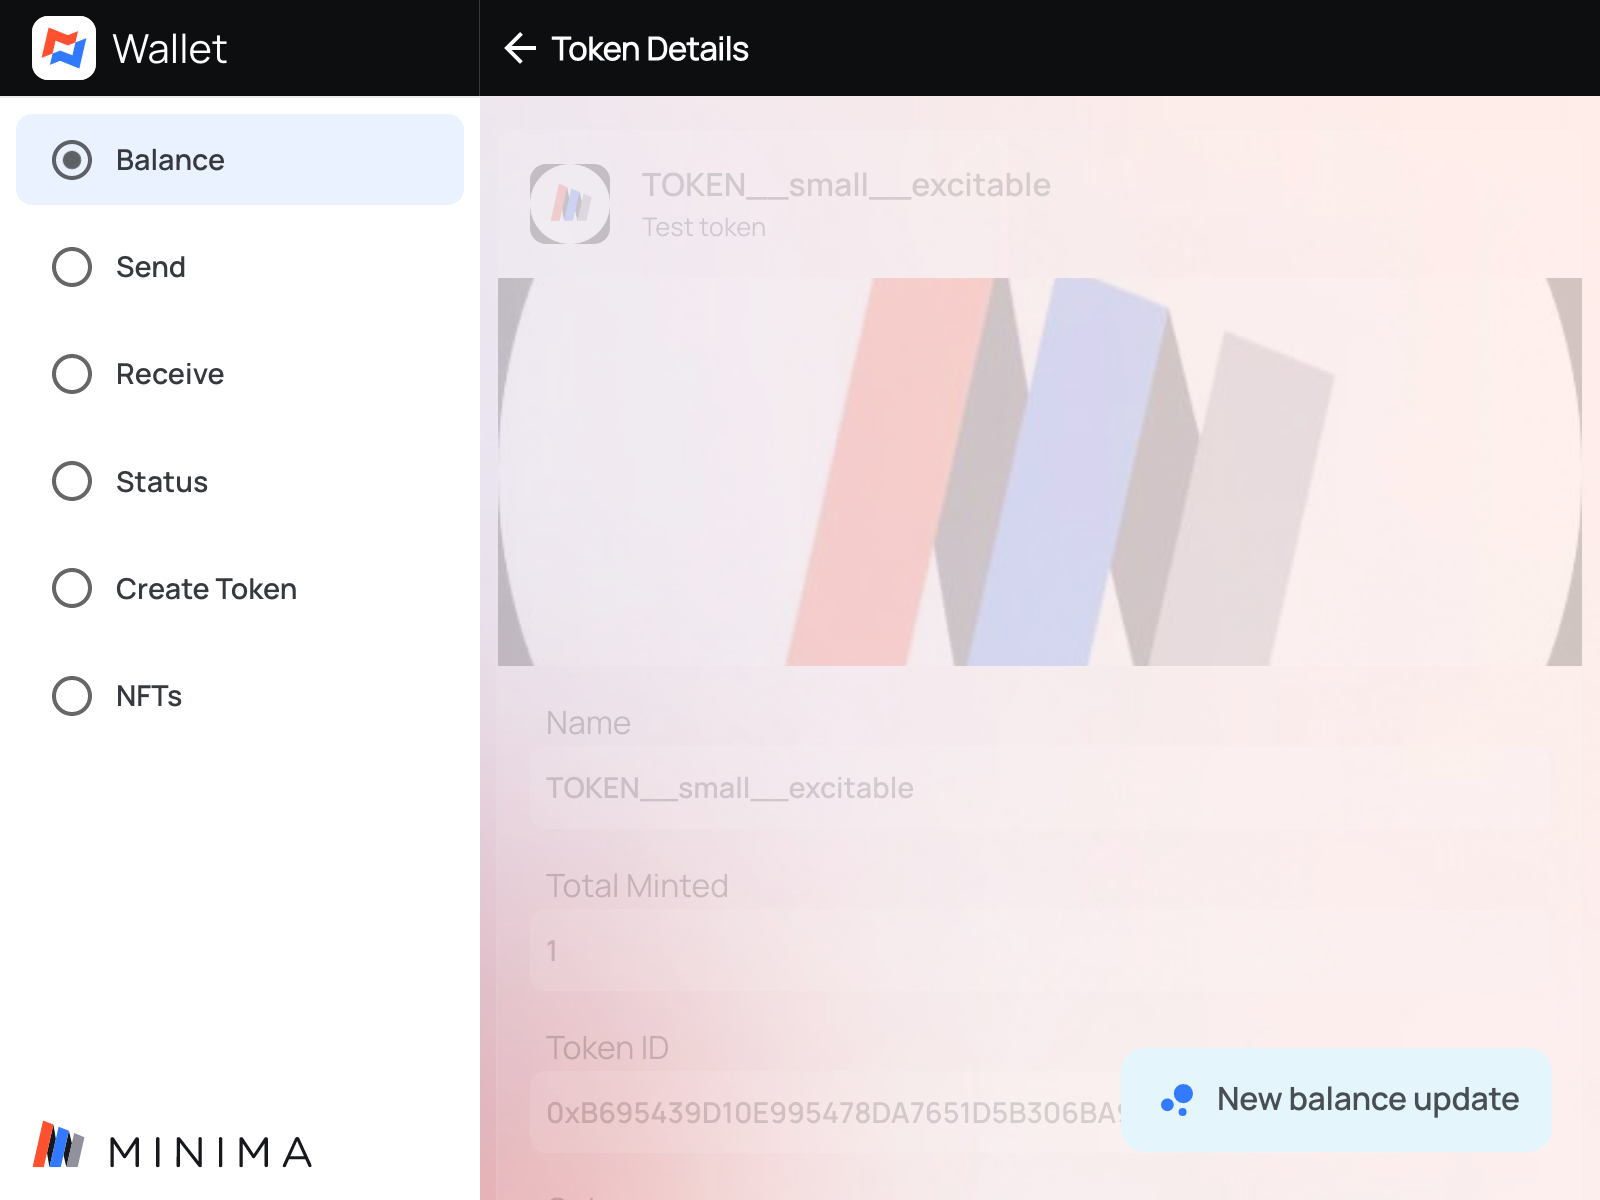 Wallet
Token Details
Balance
Send
Receive
Status
Create Token
NFTs
MINIMA
TOKEN__small__excitable
Test token
Name
TOKEN__small__excitable
Total Minted
1
Token ID
0xB695439D10E995478DA7651D5B306BA
New balance update